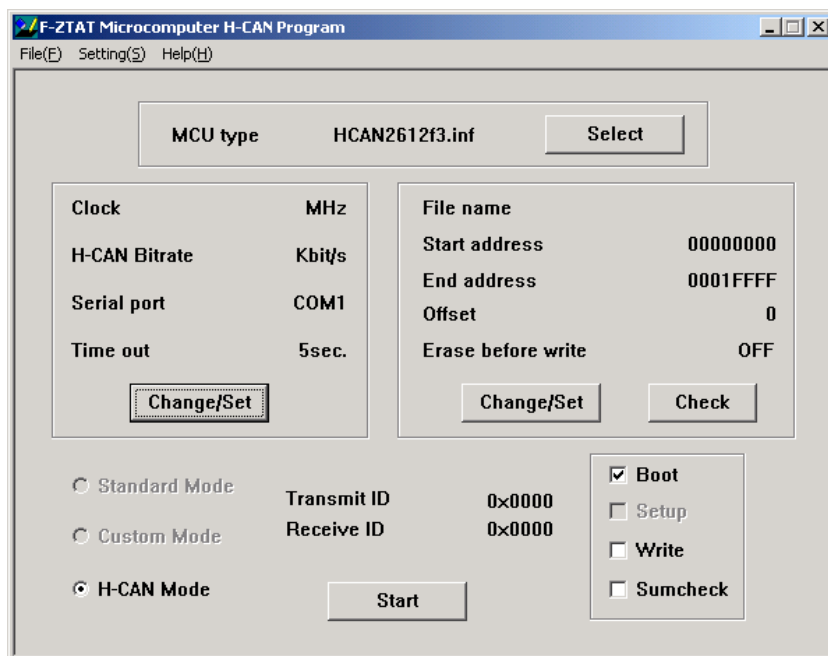 F-ZTAT Microcomputer H-CAN Program
File(F) Setting(S) Help(H)
MCU type HCAN2612f3.inf Select
Clock MHz
H-CAN Bitrate Kbit/s
Serial port COM1
Time out 5sec.
Change/Set
File name
Start address 00000000
End address 0001FFFF
Offset 0
Erase before write OFF
Change/Set Check
Standard Mode
Custom Mode
H-CAN Mode
Transmit ID 0x0000
Receive ID 0x0000
Start
Boot
Setup
Write
Sumcheck